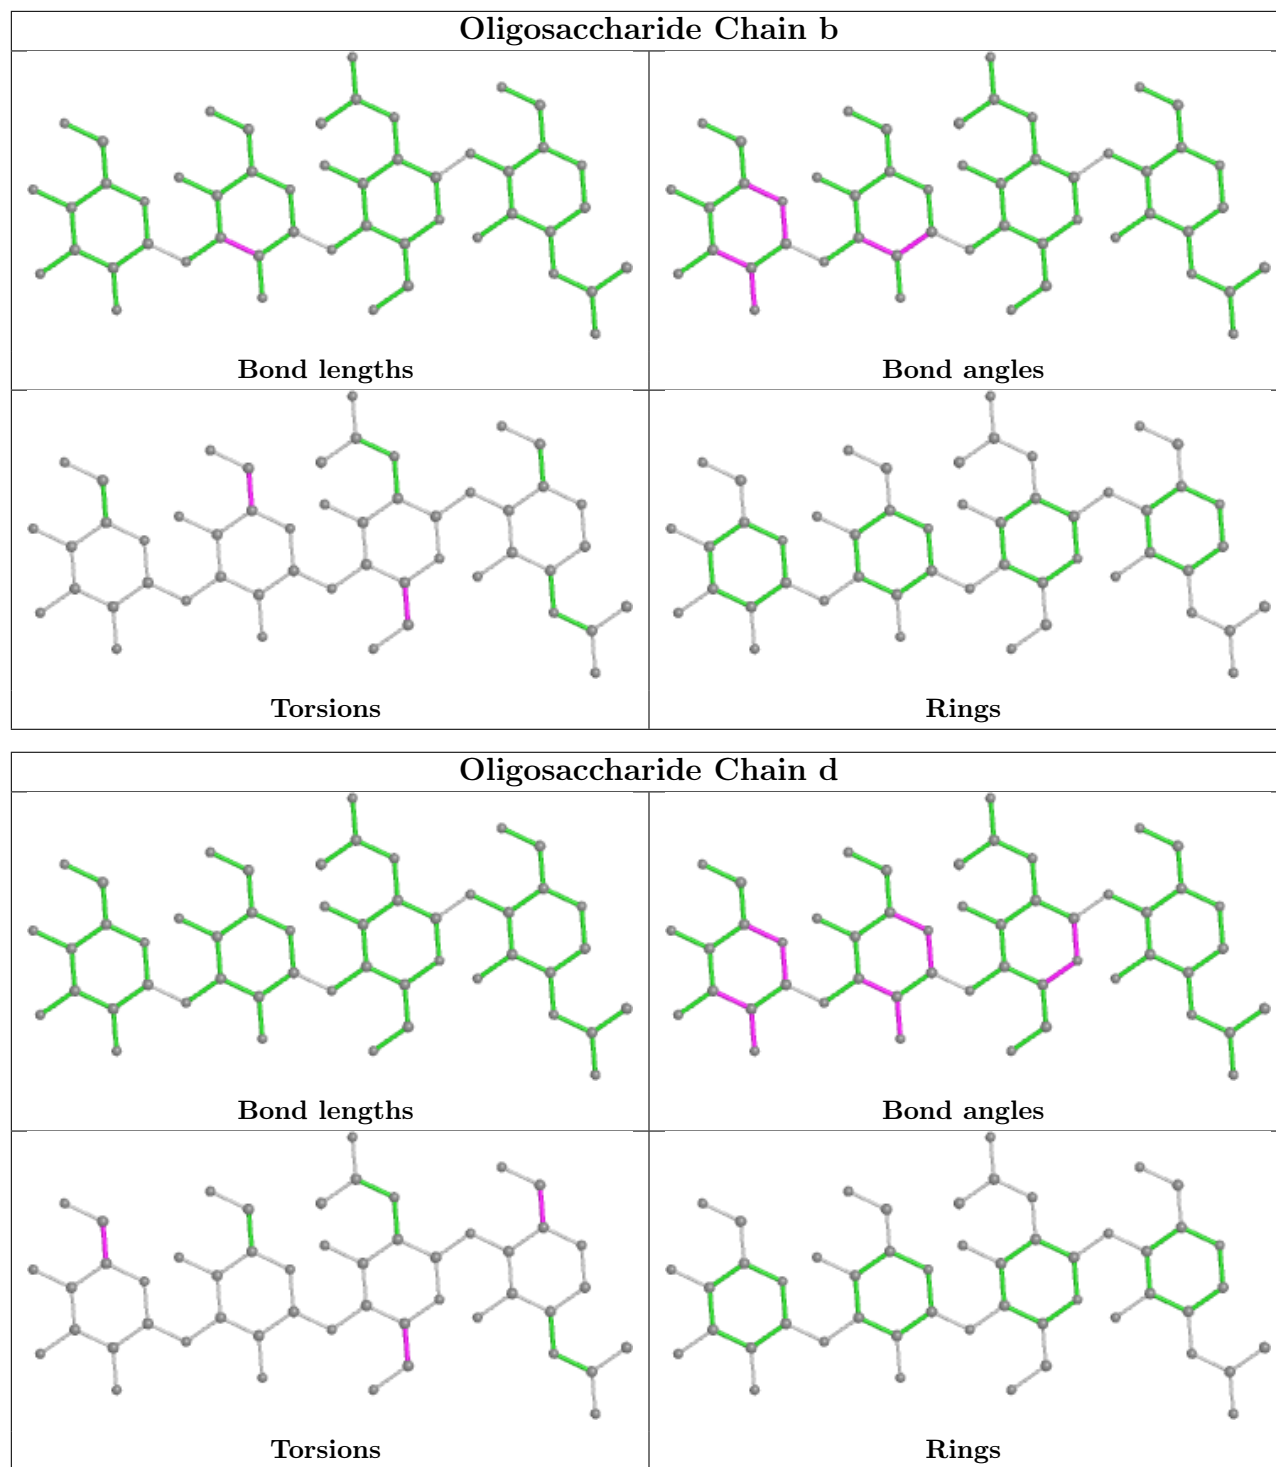 Oligosaccharide Chain b
Bond lengths
Bond angles
Torsions
Rings
Oligosaccharide Chain d
Bond lengths
Bond angles
Torsions
Rings